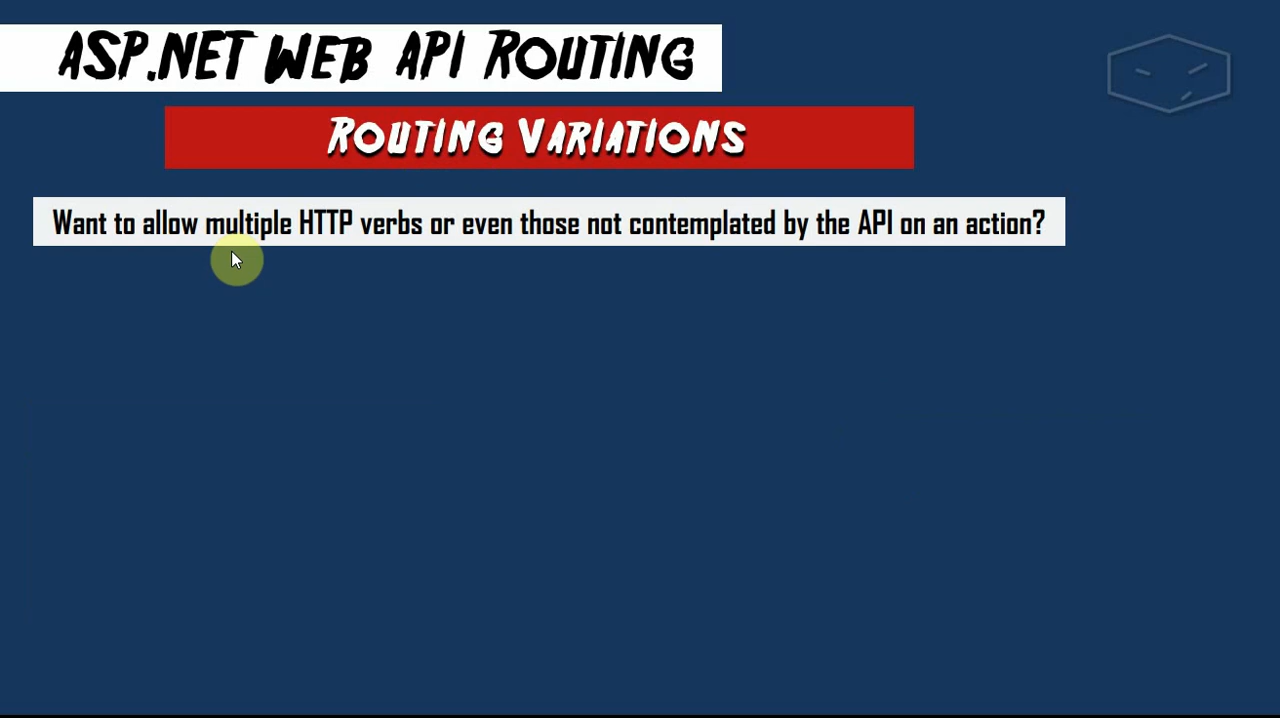 ASP.NET WEB API ROUTING
ROUTING VARIATIONS
Want to allow multiple HTTP verbs or even those not contemplated by the API on an action?